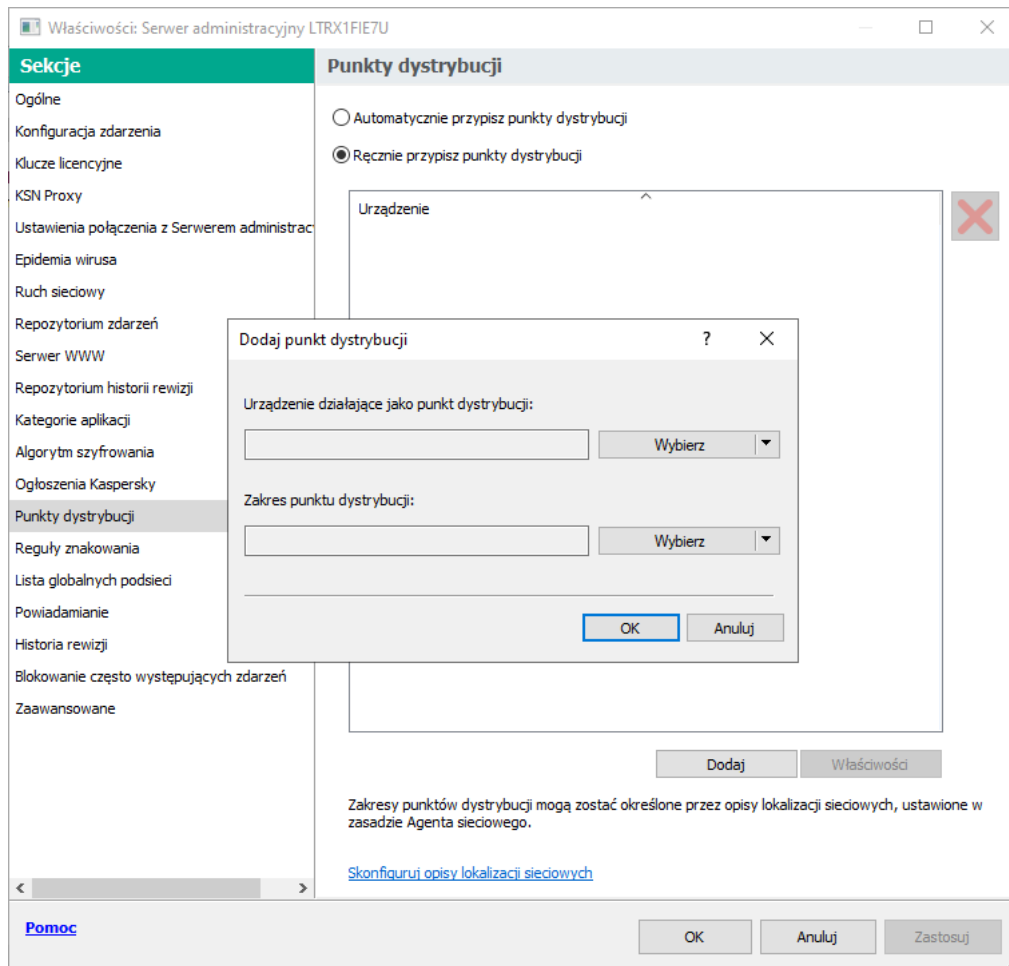 Właściwości: Serwer administracyjny LTRX1FIE7U
Sekcje
Ogólne
Konfiguracja zdarzenia
Klucze licencyjne
KSN Proxy
Ustawienia połączenia z Serwerem administrac
Epidemia wirusa
Ruch sieciowy
Repozytorium zdarzeń
Serwer WWW
Repozytorium historii rewizji
Kategorie aplikacji
Algorytm szyfrowania
Ogłoszenia Kaspersky
Punkty dystrybucji
Reguły znakowania
Lista globalnych podsieci
Powiadamianie
Historia rewizji
Blokowanie często występujących zdarzeń
Zaawansowane
Punkty dystrybucji
Automatycznie przypisz punkty dystrybucji
Ręcznie przypisz punkty dystrybucji
Urządzenie
Dodaj punkt dystrybucji ?
Urządzenie działające jako punkt dystrybucji:
Wybierz
Zakres punktu dystrybucji:
Wybierz
OK Anuluj
Dodaj Właściwości
Zakresy punktów dystrybucji mogą zostać określone przez opisy lokalizacji sieciowych, ustawione w
zasadzie Agenta sieciowego.
Skonfiguruj opisy lokalizacji sieciowych
Pomoc
OK Anuluj Zastosuj